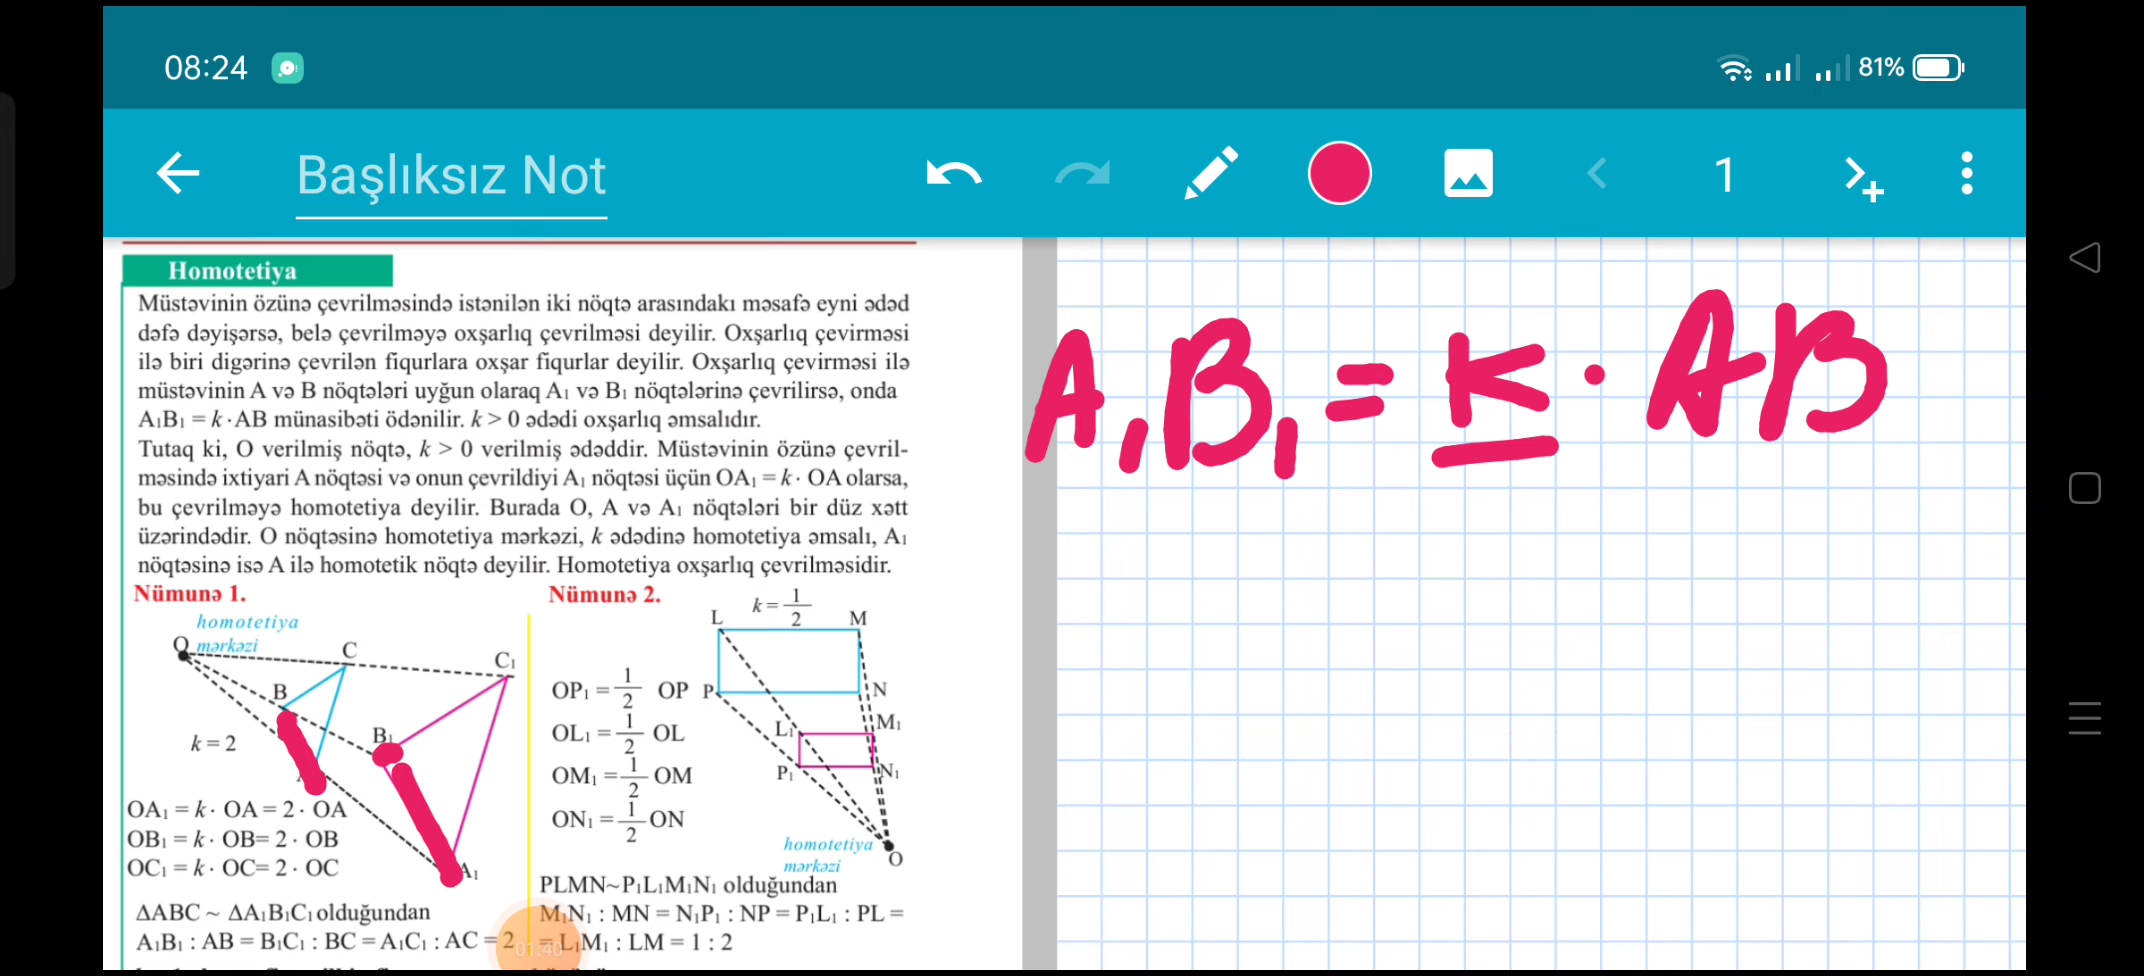 08:24
81%
Başlıksız Not
1
Homotetiya
Müstəvinin özünə çevrilməsində istənilən iki nöqtə arasındakı məsafə eyni ədəd
dəfə dəyişərsə, belə çevrilməyə oxşarlıq çevrilməsi deyilir. Oxşarlıq çevirməsi
ilə biri digərinə çevrilən fiqurlara oxşar fiqurlar deyilir. Oxşarlıq çevirməsi ilə
müstəvinin A və B nöqtələri uyğun olaraq A₁ və B₁ nöqtələrinə çevrilirsə, onda
A₁B₁ = k · AB münasibəti ödənilir. k > 0 ədədi oxşarlıq əmsalıdır.
Tutaq ki, O verilmiş nöqtə, k > 0 verilmiş ədəddir. Müstəvinin özünə çevril-
məsində ixtiyari A nöqtəsi və onun çevrildiyi A₁ nöqtəsi üçün OA₁ = k · OA olarsa,
bu çevrilməyə homotetiya deyilir. Burada O, A və A₁ nöqtələri bir düz xətt
üzərindədir. O nöqtəsinə homotetiya mərkəzi, k ədədinə homotetiya əmsalı, A₁
nöqtəsinə isə A ilə homotetik nöqtə deyilir. Homotetiya oxşarlıq çevrilməsidir.
Nümunə 1.
homotetiya
mərkəzi
O
C
C₁
B
B₁
k = 2
A₁
OA₁ = k · OA = 2 · OA
OB₁ = k · OB = 2 · OB
OC₁ = k · OC = 2 · OC
ΔABC ~ ΔA₁B₁C₁ olduğundan
A₁B₁ : AB = B₁C₁ : BC = A₁C₁ : AC = 2
Nümunə 2.
k = 1/2
L
M
P
N
L₁
M₁
P₁
N₁
OP₁ = 1/2 OP
OL₁ = 1/2 OL
OM₁ = 1/2 OM
ON₁ = 1/2 ON
homotetiya
mərkəzi
O
PLMN~P₁L₁M₁N₁ olduğundan
M₁N₁ : MN = N₁P₁ : NP = P₁L₁ : PL =
= L₁M₁ : LM = 1 : 2
01:40
A₁B₁ = K · AB